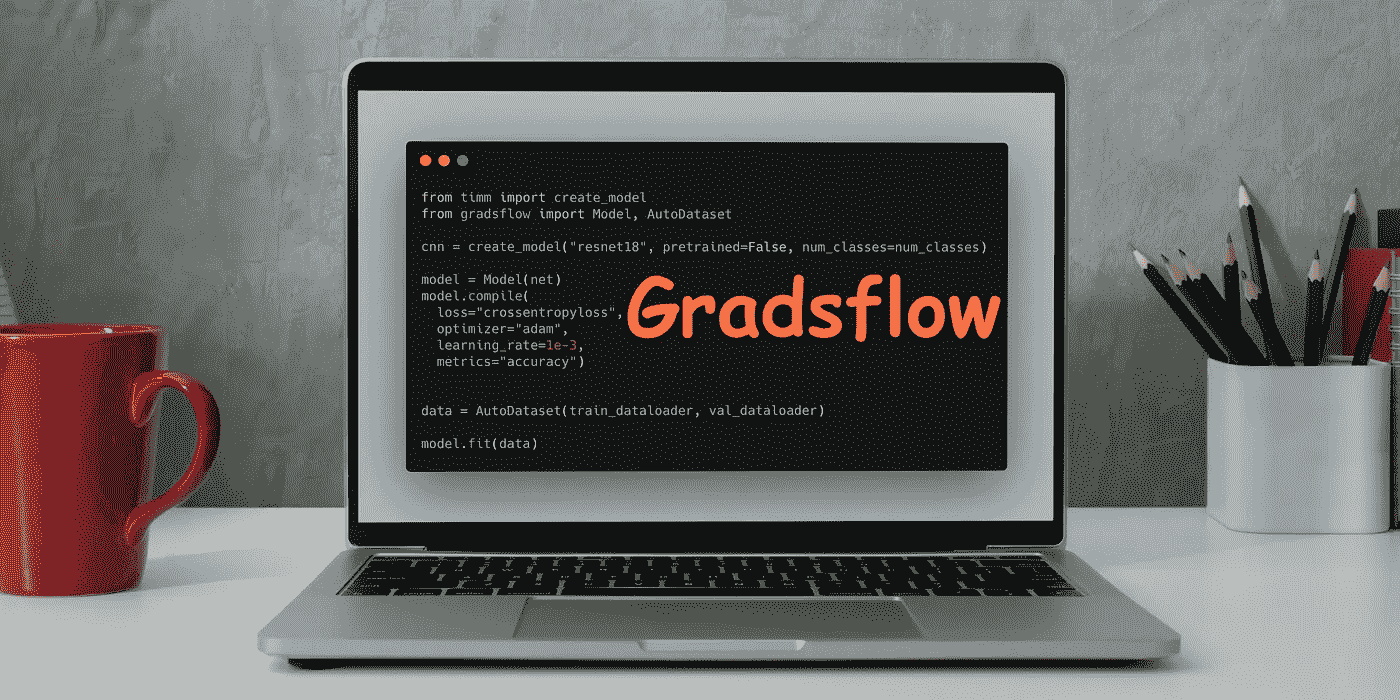 from timm import create_model
from gradsflow import Model, AutoDataset
cnn = create_model("resnet18", pretrained=False, num_classes=num_classes)
model = Model(net)
model.compile(
loss="crossentropyloss",
optimizer="adam",
learning_rate=1e-3,
metrics="accuracy")
Gradsflow
data = AutoDataset(train_dataloader, val_dataloader)
model.fit(data)